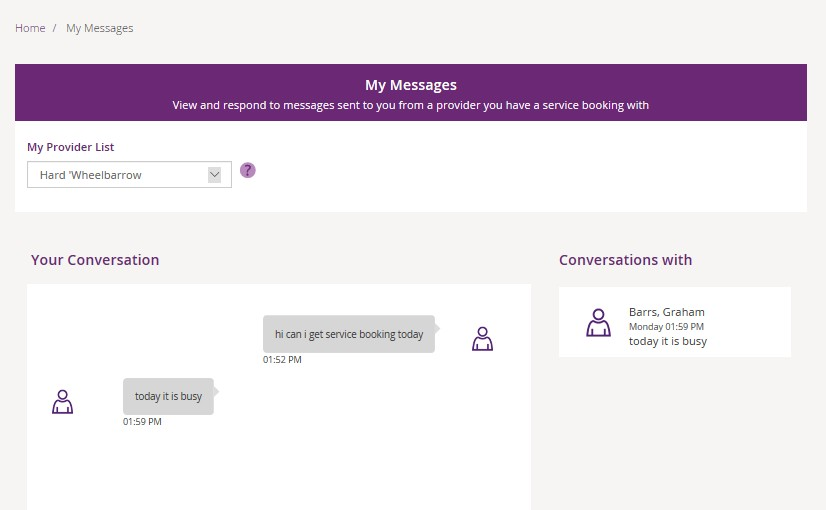 Home / My Messages
My Messages
View and respond to messages sent to you from a provider you have a service booking with
My Provider List
Hard 'Wheelbarrow
?
Your Conversation
hi can i get service booking today
01:52 PM
today it is busy
01:59 PM
Conversations with
Barrs, Graham
Monday 01:59 PM
today it is busy